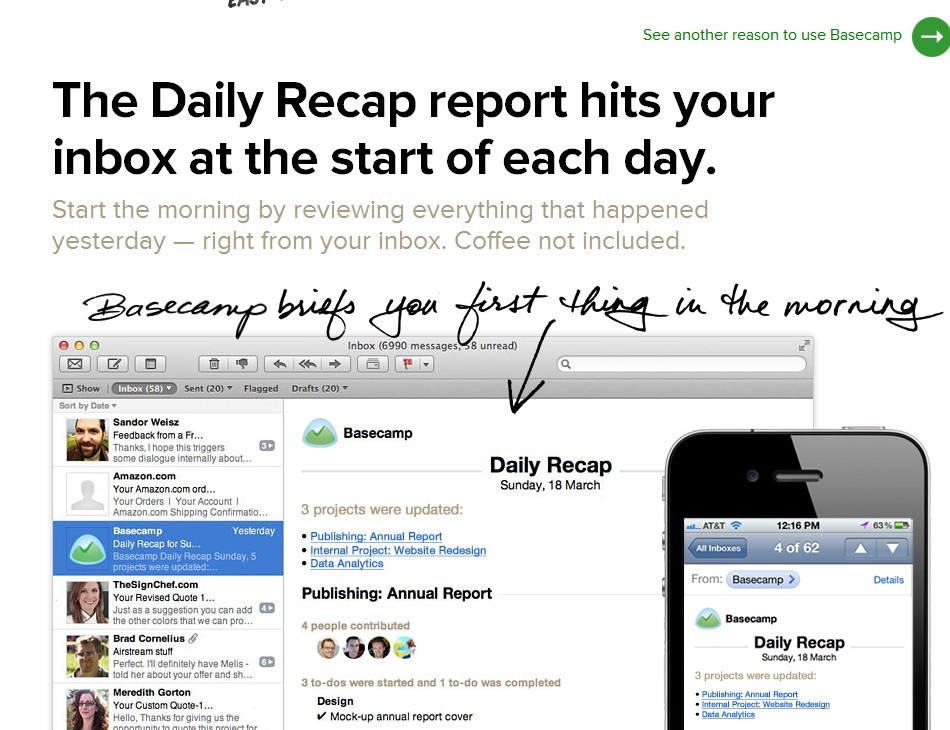 EAST
See another reason to use Basecamp
The Daily Recap report hits your
inbox at the start of each day.
Start the morning by reviewing everything that happened
yesterday — right from your inbox. Coffee not included.
Basecamp briefs you first thing in the morning
Inbox (6990 messages, 58 unread)
Show Inbox (58) Sent (20) Flagged Drafts (20)
Sort by Date
Sandor Weisz
Feedback from a Fr...
Thanks, I hope this triggers
some dialogue internally about...
3
Amazon.com
Your Amazon.com ord...
Your Orders | Your Account |
Amazon.com Shipping Confirmatio...
Basecamp Yesterday
Daily Recap for Su...
Basecamp Daily Recap Sunday, 5
projects were updated:...
TheSignChef.com
Your Revised Quote 1...
Just as a suggestion you can add
the other colors that we can pro...
4
Brad Cornelius
Airstream stuff
Perfect. I'll definitely have Melis -
told her about your offer and sh...
6
Meredith Gorton
Your Custom Quote-1...
Hello, Thanks for giving us the
opportunity to quote this project for
Basecamp
Daily Recap
Sunday, 18 March
3 projects were updated:
• Publishing: Annual Report
• Internal Project: Website Redesign
• Data Analytics
Publishing: Annual Report
4 people contributed
3 to-dos were started and 1 to-do was completed
Design
✔ Mock-up annual report cover
AT&T 12:16 PM 63%
All Inboxes 4 of 62
From: Basecamp Details
Basecamp
Daily Recap
Sunday, 18 March
3 projects were updated:
• Publishing: Annual Report
• Internal Project: Website Redesign
• Data Analytics